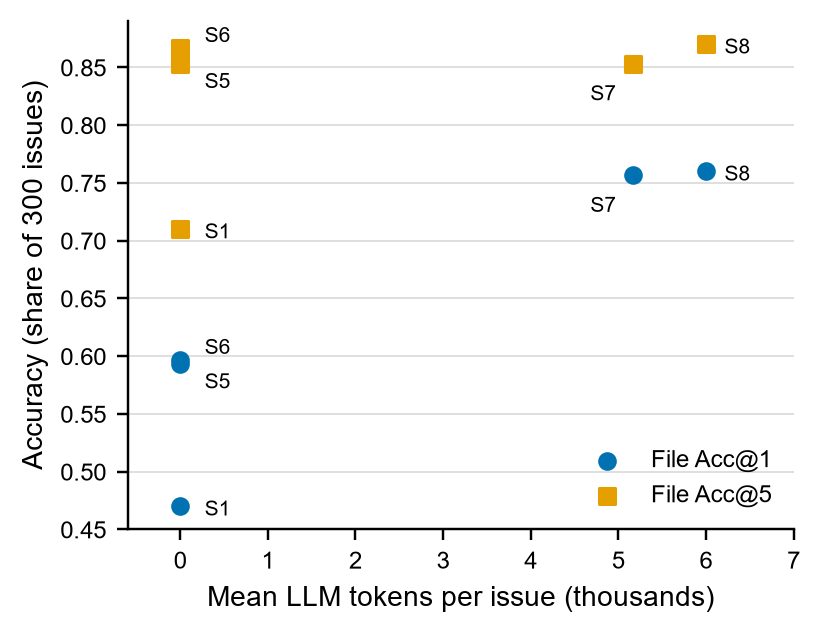 Accuracy (share of 300 issues)
0.85
0.80
0.75
0.70
0.65
0.60
0.55
0.50
0.45
S6
S5
S7
S8
S8
S7
S1
S6
S5
S1
File Acc@1
File Acc@5
0 1 2 3 4 5 6 7
Mean LLM tokens per issue (thousands)